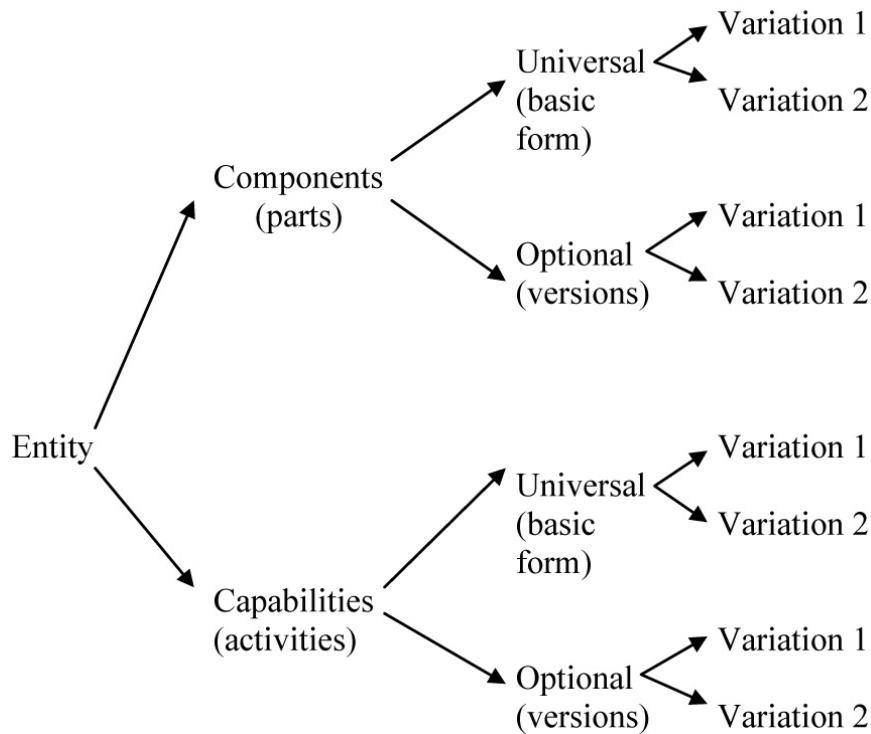 Variation 1
Universal
(basic
form)
Variation 2
Components
(parts)
Variation 1
Optional
(versions)
Variation 2
Entity
Variation 1
Universal
(basic
form)
Variation 2
Capabilities
(activities)
Variation 1
Optional
(versions)
Variation 2